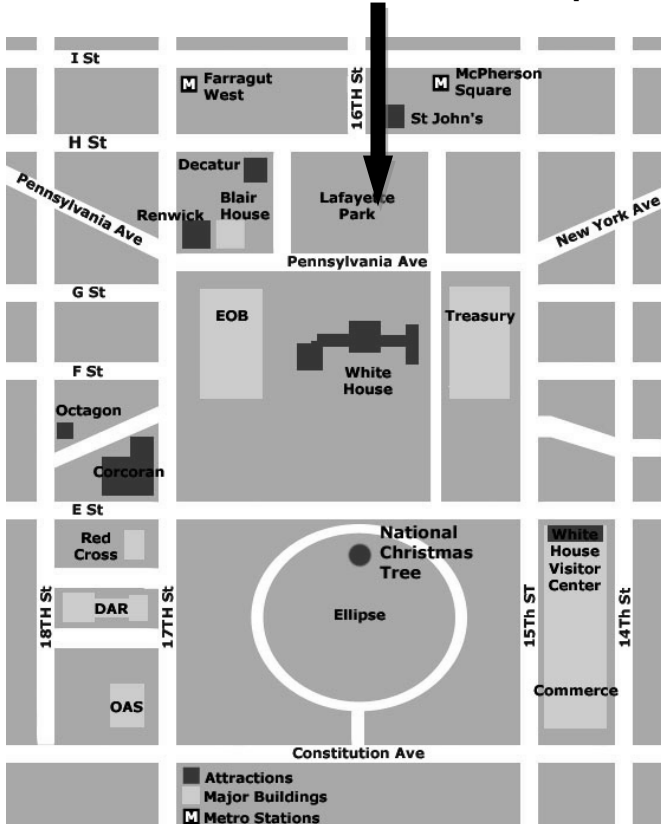 I St
M Farragut
West
16TH St
M McPherson
Square
St John's
H St
Decatur
Pennsylvania Ave
Blair
House
Renwick
Lafayette
Park
New York Ave
Pennsylvania Ave
G St
EOB
Treasury
White
House
F St
Octagon
Corcoran
E St
Red
Cross
National
Christmas
Tree
White
House
Visitor
Center
18TH St
DAR
17TH St
Ellipse
15Th ST
14Th St
OAS
Commerce
Constitution Ave
Attractions
Major Buildings
M Metro Stations